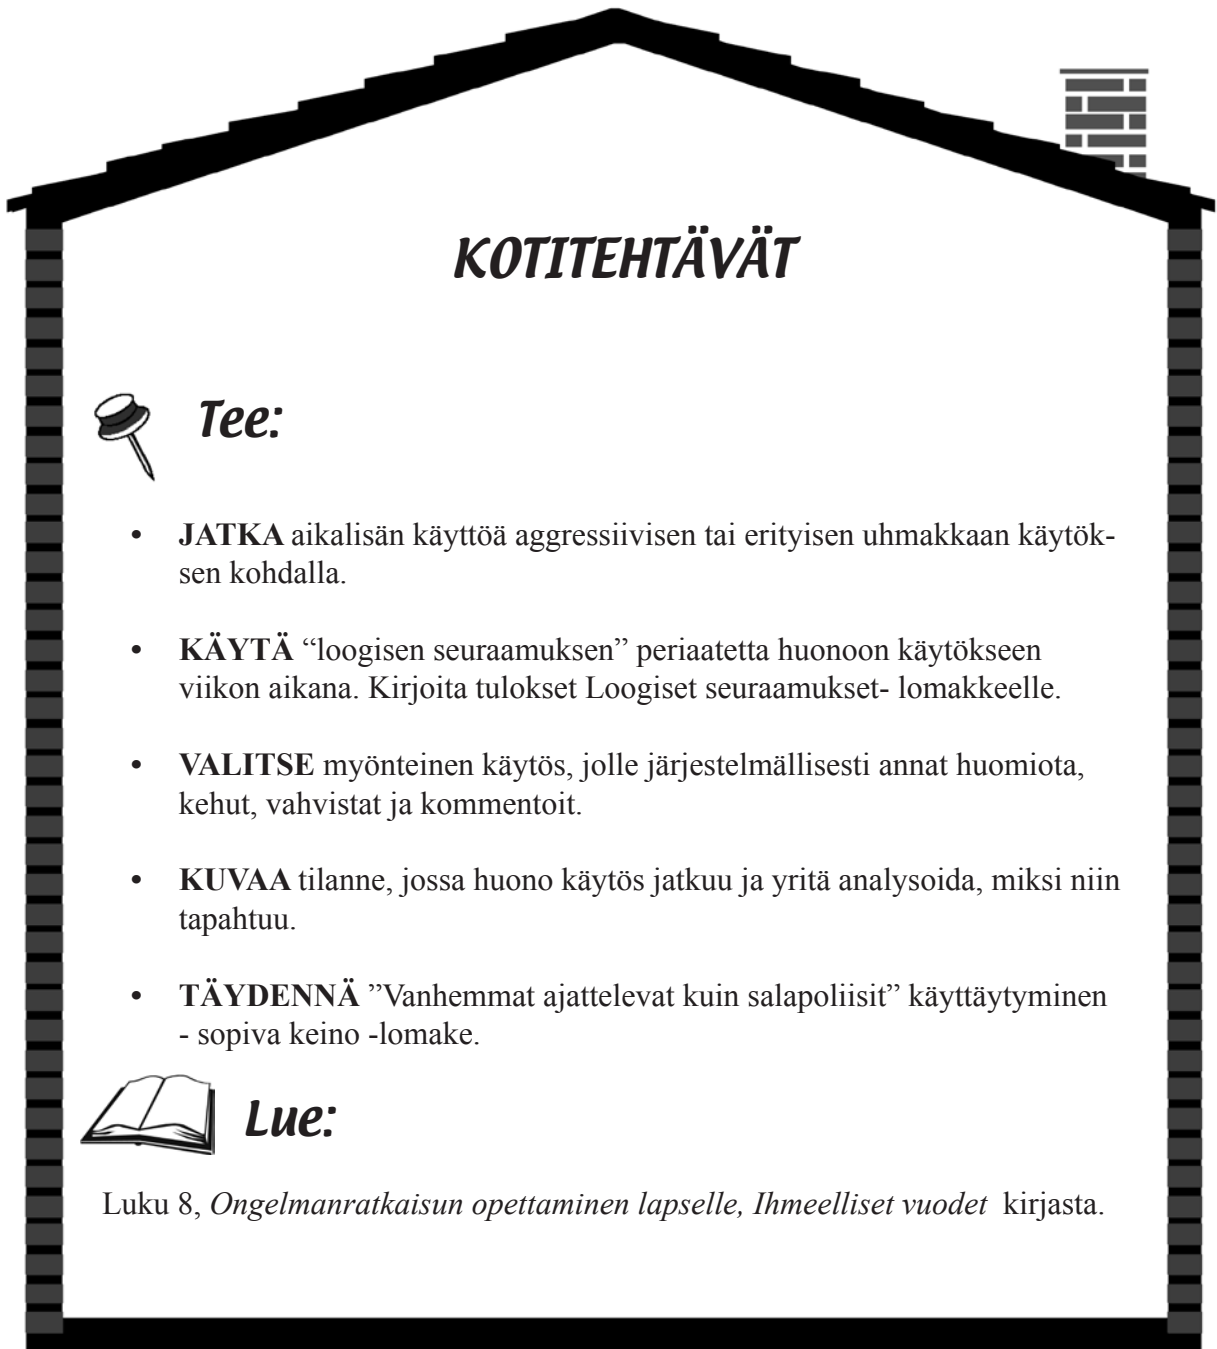 KOTITEHTÄVÄT
Tee:
• JATKA aikalisän käyttöä aggressiivisen tai erityisen uhmakkaan käytök-
sen kohdalla.
• KÄYTÄ “loogisen seuraamuksen” periaatetta huonoon käytökseen
viikon aikana. Kirjoita tulokset Loogiset seuraamukset- lomakkeelle.
• VALITSE myönteinen käytös, jolle järjestelmällisesti annat huomiota,
kehut, vahvistat ja kommentoit.
• KUVAA tilanne, jossa huono käytös jatkuu ja yritä analysoida, miksi niin
tapahtuu.
• TÄYDENNÄ ”Vanhemmat ajattelevat kuin salapoliisit” käyttäytyminen
- sopiva keino -lomake.
Lue:
Luku 8, Ongelmanratkaisun opettaminen lapselle, Ihmeelliset vuodet kirjasta.